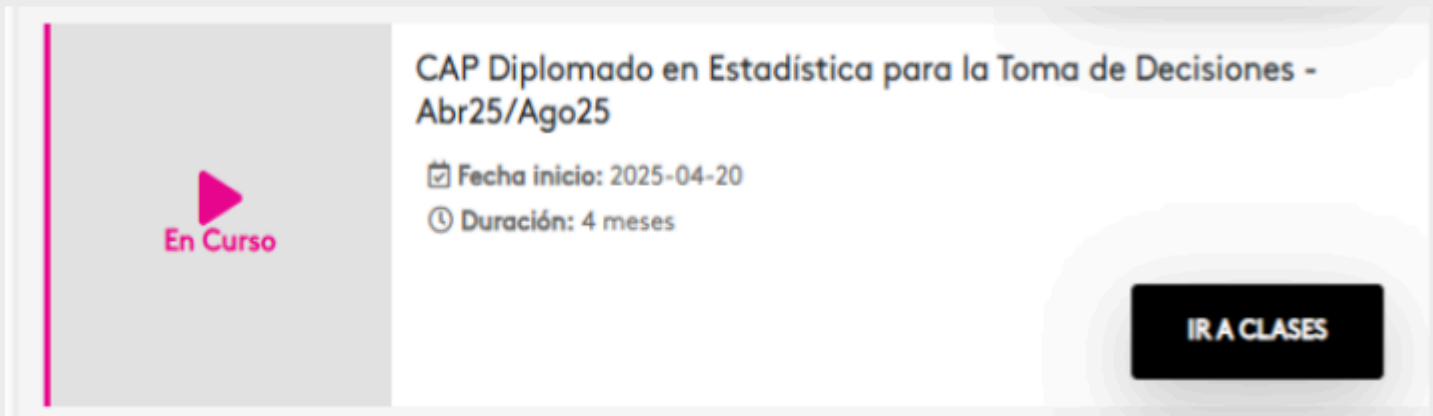 CAP Diplomado en Estadística para la Toma de Decisiones -
Abr25/Ago25
Fecha inicio: 2025-04-20
Duración: 4 meses
En Curso
IR A CLASES